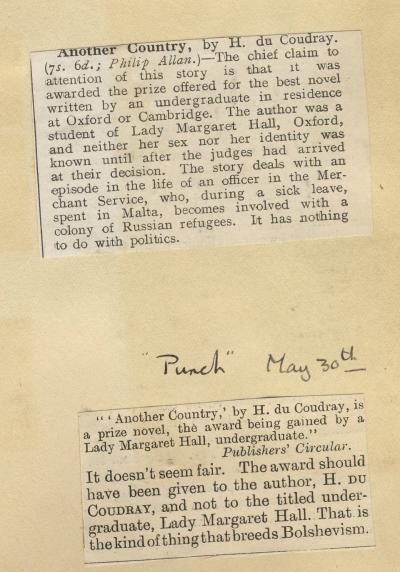 Another Country, by H. du Coudray.
(7s. 6d.; Philip Allan.)—The chief claim to
attention of this story is that it was
awarded the prize offered for the best novel
written by an undergraduate in residence
at Oxford or Cambridge. The author was a
student of Lady Margaret Hall, Oxford,
and neither her sex nor her identity was
known until after the judges had arrived
at their decision. The story deals with an
episode in the life of an officer in the Mer-
chant Service, who, during a sick leave,
spent in Malta, becomes involved with a
colony of Russian refugees. It has nothing
to do with politics.
"Punch" May 30th
"'Another Country,' by H. du Coudray, is
a prize novel, the award being gained by a
Lady Margaret Hall, undergraduate."
Publishers' Circular.
It doesn't seem fair. The award should
have been given to the author, H. DU
COUDRAY, and not to the titled under-
graduate, Lady Margaret Hall. That is
the kind of thing that breeds Bolshevism.